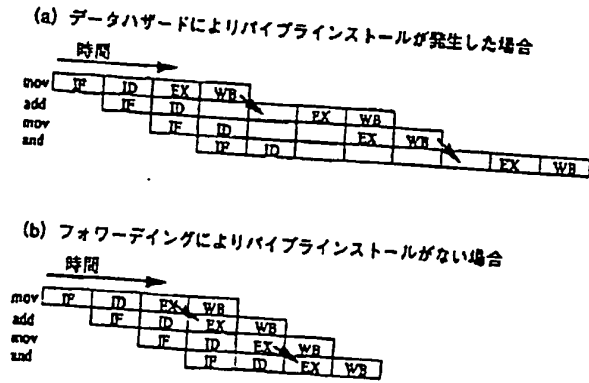 (a) データハザードによりパイプラインストールが発生した場合
時間
mov IF ID EX WB
add IF ID EX WB
mov IF ID EX WB
and IF ID EX WB
(b) フォワーデイングによりパイプラインストールがない場合
時間
mov IF ID EX WB
add IF ID EX WB
mov IF ID EX WB
and IF ID EX WB